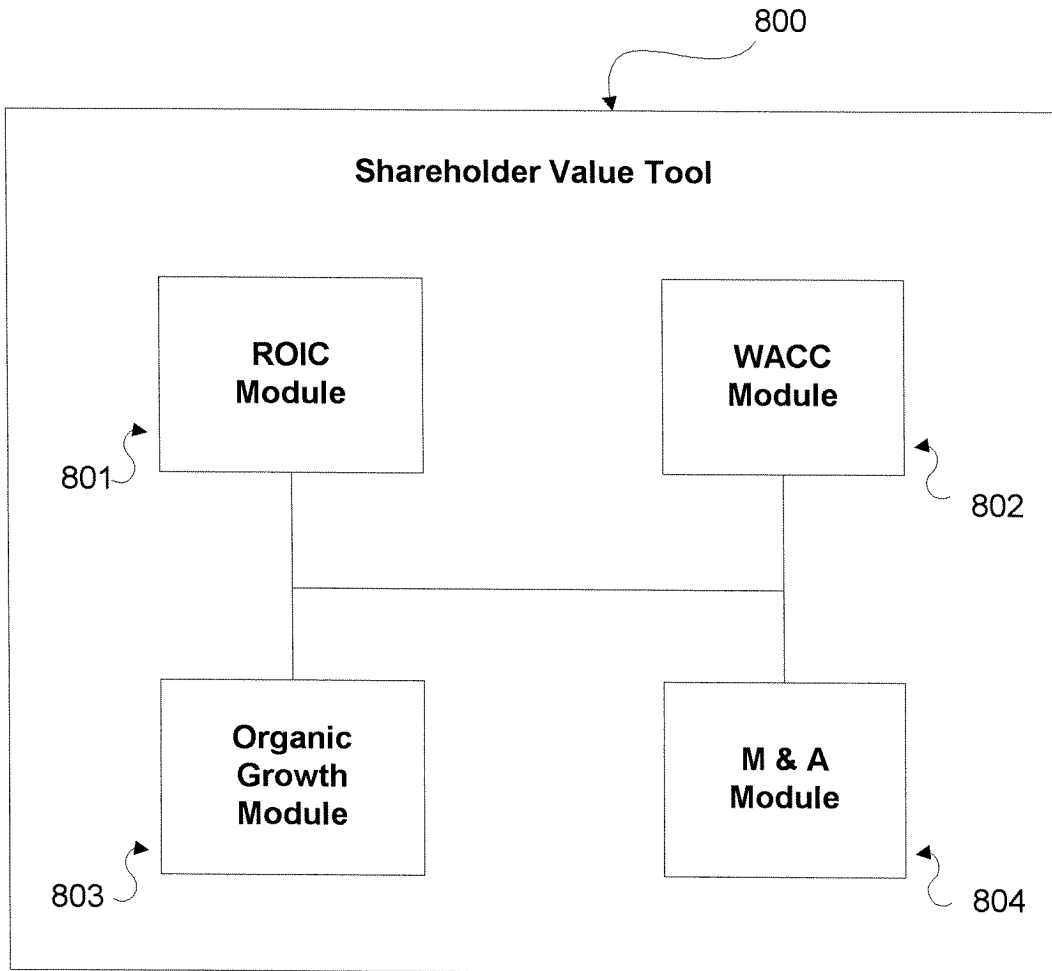 800
Shareholder Value Tool
ROIC
Module
WACC
Module
801
802
Organic
Growth
Module
M & A
Module
803
804